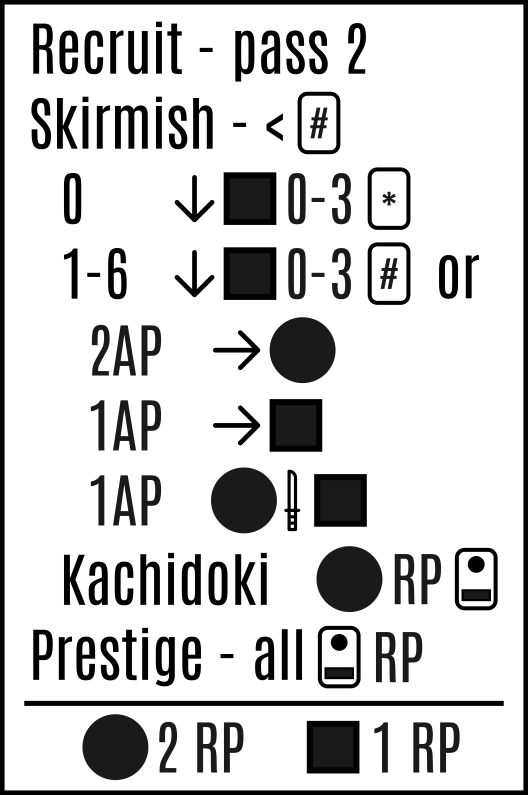 Recruit - pass 2
Skirmish - < #
0 ↓ 0-3 *
1-6 ↓ 0-3 # or
2AP →
1AP →
1AP
Kachidoki RP
Prestige - all RP
2 RP 1 RP